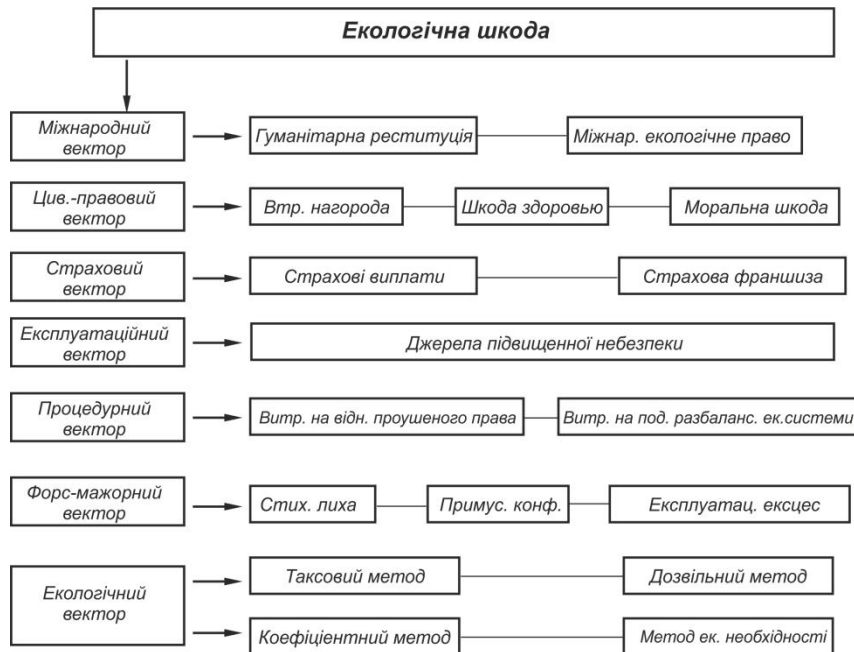 Екологічна шкода
Міжнародний
вектор
Гуманітарна реституція
Міжнар. екологічне право
Цив.-правовий
вектор
Втр. нагорода
Шкода здоровью
Моральна шкода
Страховий
вектор
Страхові виплати
Страхова франшиза
Експлуатаційний
вектор
Джерела підвищенної небезпеки
Процедурний
вектор
Витр. на відн. проушеного права
Витр. на под. разбаланс. ек.системи
Форс-мажорний
вектор
Стих. лиха
Примус. конф.
Експлуатац. ексцес
Екологічний
вектор
Таксовий метод
Дозвільний метод
Коефіціентний метод
Метод ек. необхідності